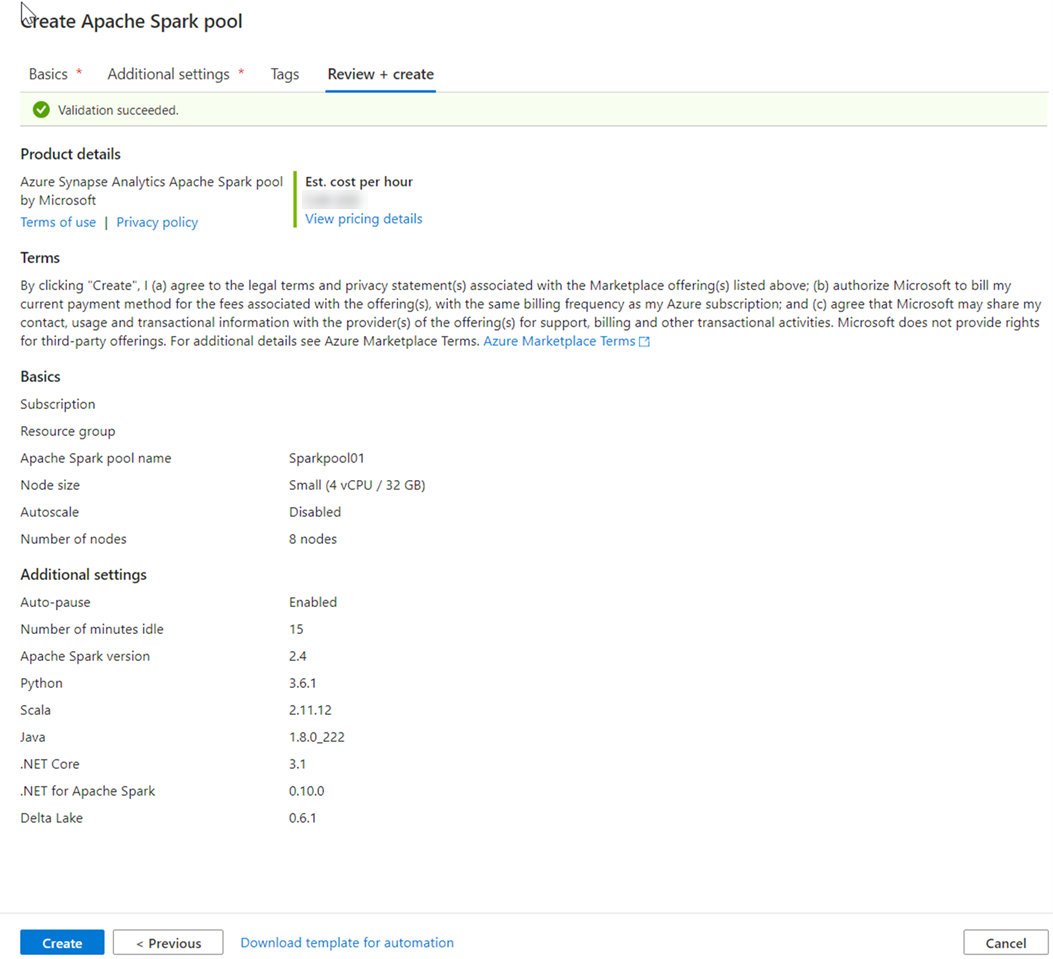 Create Apache Spark pool
Basics * Additional settings * Tags Review + create
Validation succeeded.
Product details
Azure Synapse Analytics Apache Spark pool
by Microsoft
Terms of use | Privacy policy
Est. cost per hour
View pricing details
Terms
By clicking "Create", I (a) agree to the legal terms and privacy statement(s) associated with the Marketplace offering(s) listed above; (b) authorize Microsoft to bill my
current payment method for the fees associated with the offering(s), with the same billing frequency as my Azure subscription; and (c) agree that Microsoft may share my
contact, usage and transactional information with the provider(s) of the offering(s) for support, billing and other transactional activities. Microsoft does not provide rights
for third-party offerings. For additional details see Azure Marketplace Terms. Azure Marketplace Terms
Basics
Subscription
Resource group
Apache Spark pool name Sparkpool01
Node size Small (4 vCPU / 32 GB)
Autoscale Disabled
Number of nodes 8 nodes
Additional settings
Auto-pause Enabled
Number of minutes idle 15
Apache Spark version 2.4
Python 3.6.1
Scala 2.11.12
Java 1.8.0_222
.NET Core 3.1
.NET for Apache Spark 0.10.0
Delta Lake 0.6.1
Create < Previous Download template for automation Cancel